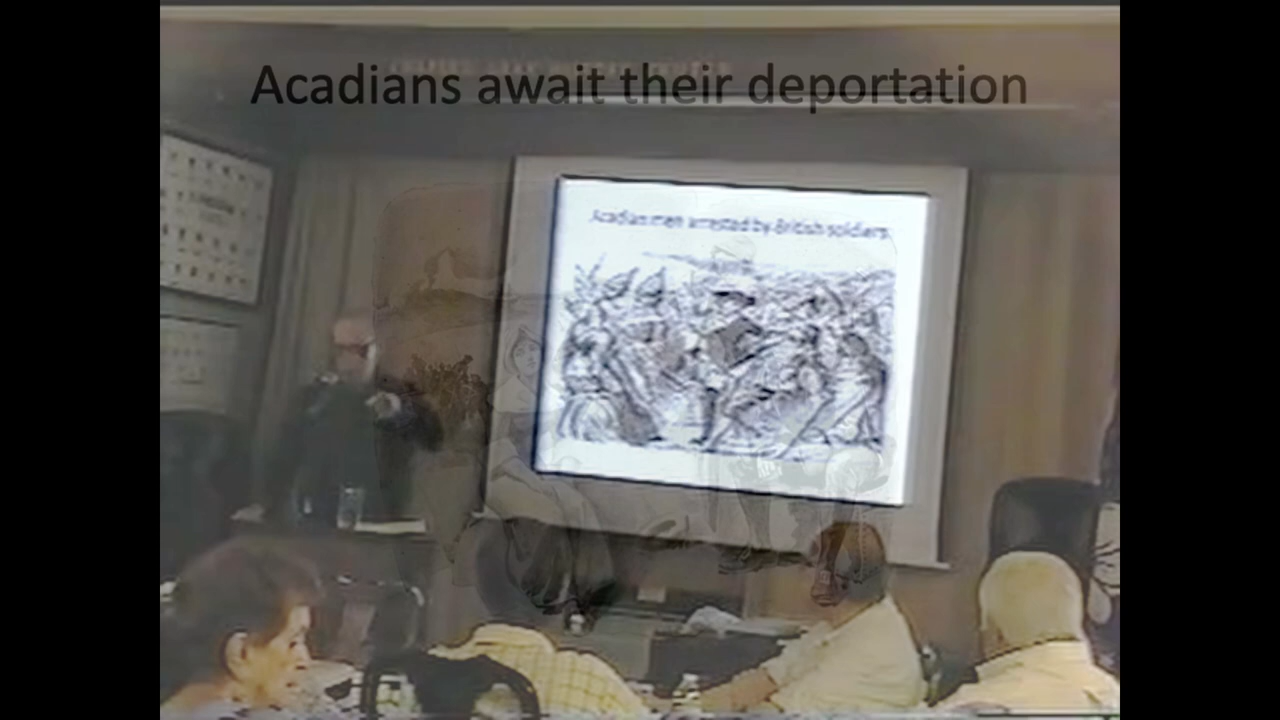 Acadians await their deportation
Acadian men arrested by British soldiers